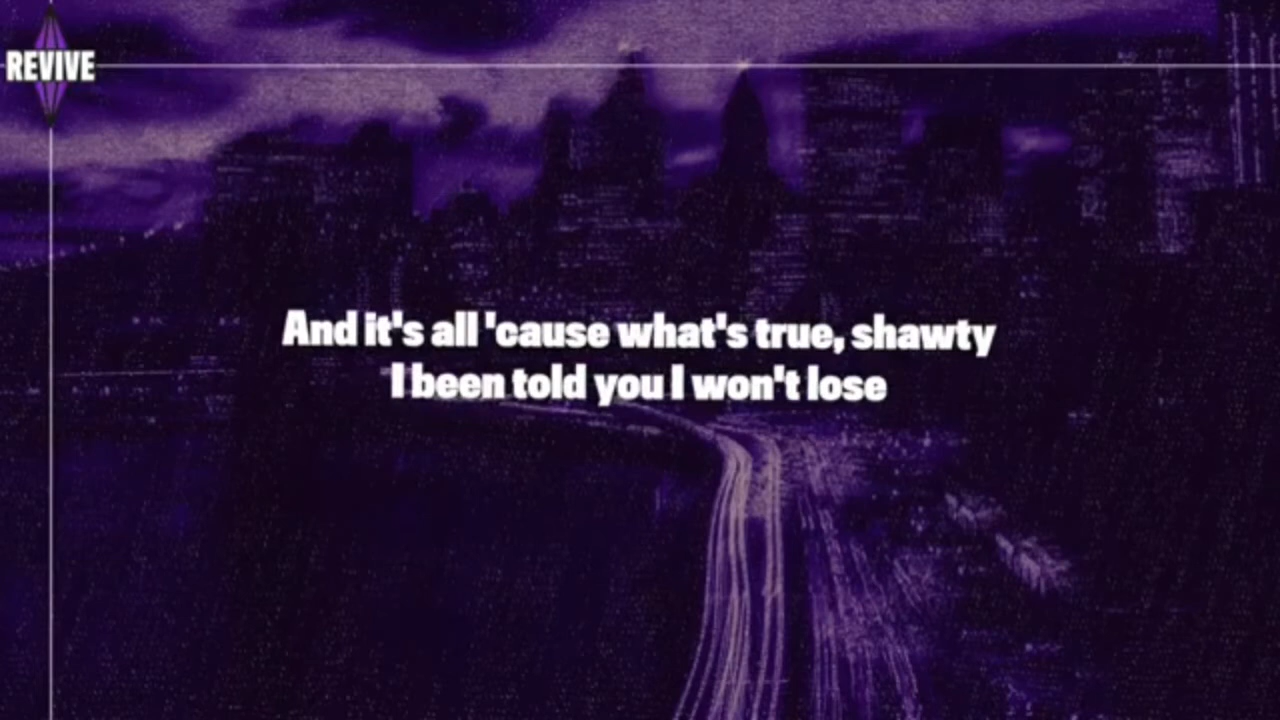 REVIVE
And it's all 'cause what's true, shawty
I been told you I won't lose